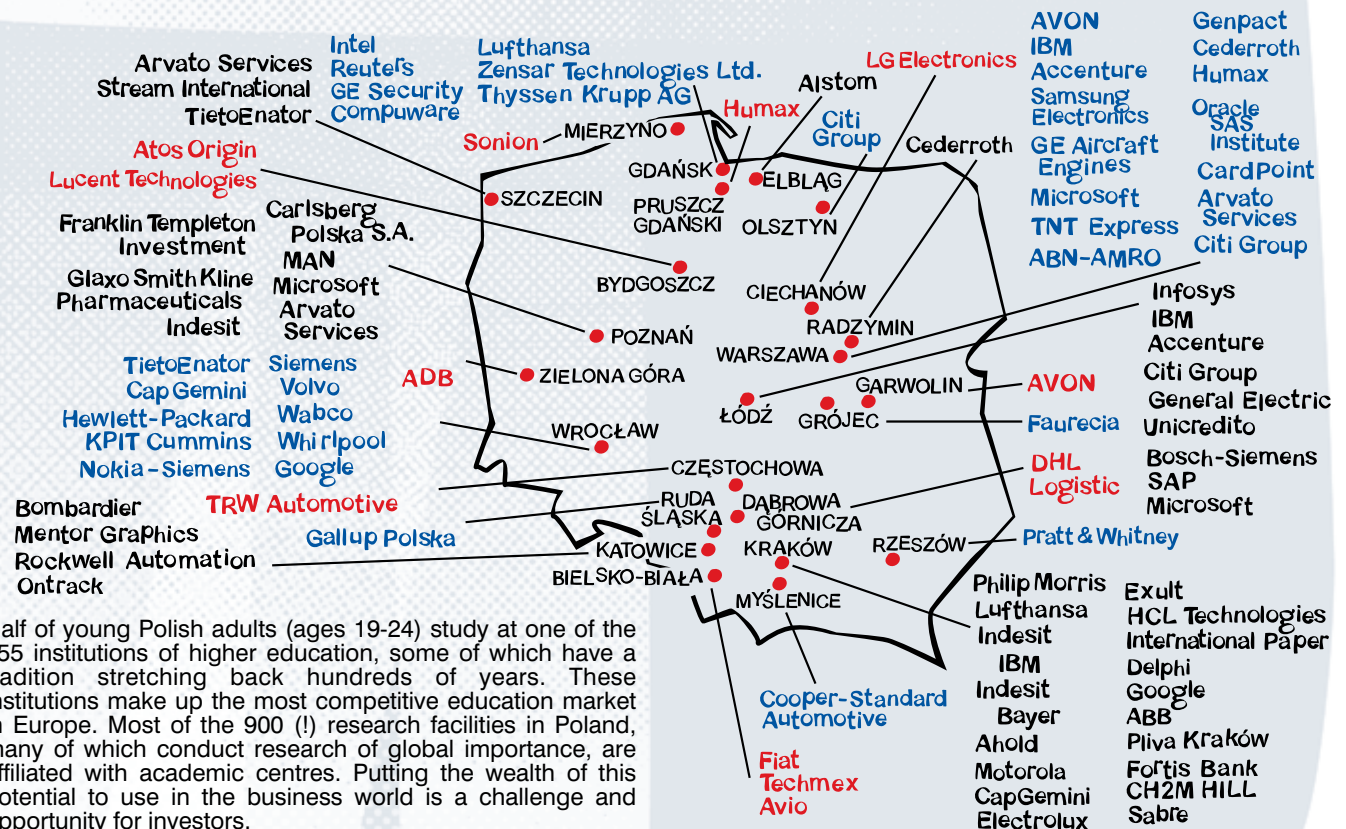 Arvato Services
Stream International
TietoEnator
Intel
Reuters
GE Security
Compuware
Lufthansa
Zensar Technologies Ltd.
Thyssen Krupp AG
Humax
Alstom
Citi
Group
LG Electronics
Cederroth
AVON
IBM
Accenture
Samsung
Electronics
GE Aircraft
Engines
Microsoft
TNT Express
ABN-AMRO
Genpact
Cederroth
Humax
Oracle
SAS
Institute
CardPoint
Arvato
Services
Citi Group
Atos Origin
Lucent Technologies
Sonion
MIERZYNO
GDAŃSK
PRUSZCZ
GDAŃSKI
ELBLĄG
OLSZTYN
SZCZECIN
BYDGOSZCZ
CIECHANÓW
RADZYMIN
WARSZAWA
POZNAŃ
ZIELONA GÓRA
GARWOLIN
GRÓJEC
ŁÓDŹ
WROCŁAW
CZĘSTOCHOWA
RUDA
ŚLĄSKA
DĄBROWA
GÓRNICZA
KATOWICE
KRAKÓW
RZESZÓW
BIELSKO-BIAŁA
MYŚLENICE
Franklin Templeton
Investment
Glaxo Smith Kline
Pharmaceuticals
Indesit
Carlsberg
Polska S.A.
MAN
Microsoft
Arvato
Services
TietoEnator
Cap Gemini
Hewlett-Packard
KPIT Cummins
Nokia-Siemens
Siemens
Volvo
Wabco
Whirlpool
Google
ADB
TRW Automotive
Gallup Polska
Bombardier
Mentor Graphics
Rockwell Automation
Ontrack
AVON
Faurecia
DHL
Logistic
Pratt & Whitney
Infosys
IBM
Accenture
Citi Group
General Electric
Unicredito
Bosch-Siemens
SAP
Microsoft
Philip Morris
Lufthansa
Indesit
IBM
Indesit
Bayer
Ahold
Motorola
CapGemini
Electrolux
Exult
HCL Technologies
International Paper
Delphi
Google
ABB
Pliva Kraków
Fortis Bank
CH2M HILL
Sabre
Cooper-Standard
Automotive
Fiat
Techmex
Avio
alf of young Polish adults (ages 19-24) study at one of the
55 institutions of higher education, some of which have a
adition stretching back hundreds of years. These
nstitutions make up the most competitive education market
n Europe. Most of the 900 (!) research facilities in Poland,
many of which conduct research of global importance, are
ffiliated with academic centres. Putting the wealth of this
otential to use in the business world is a challenge and
pportunity for investors.